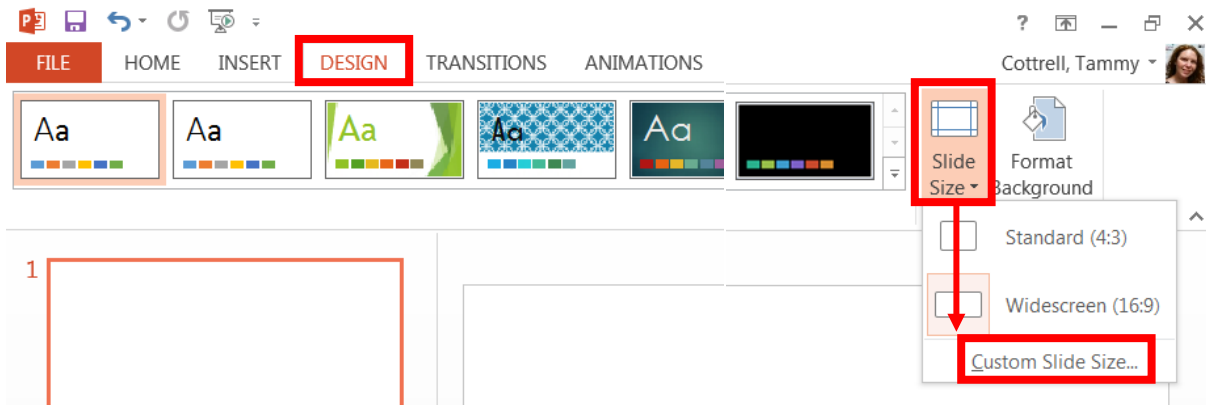 P
?
FILE HOME INSERT DESIGN TRANSITIONS ANIMATIONS Cottrell, Tammy
Aa Aa Aa Aa Aa
Slide Size
Format Background
Standard (4:3)
Widescreen (16:9)
Custom Slide Size...
1